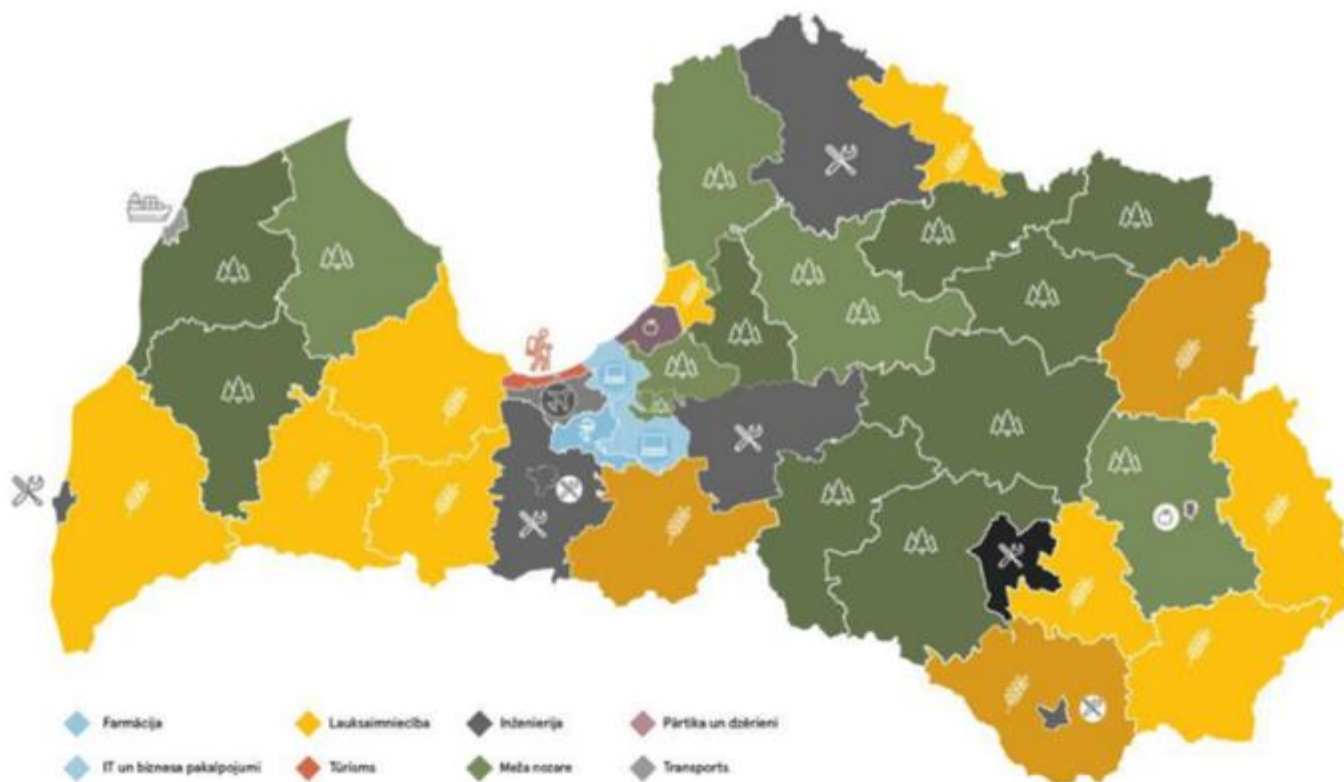 Farmācija
Lauksaimniecība
Inženierija
Pārtika un dzērieni
IT un biznesa pakalpojumi
Tūrisms
Meža nozare
Transports